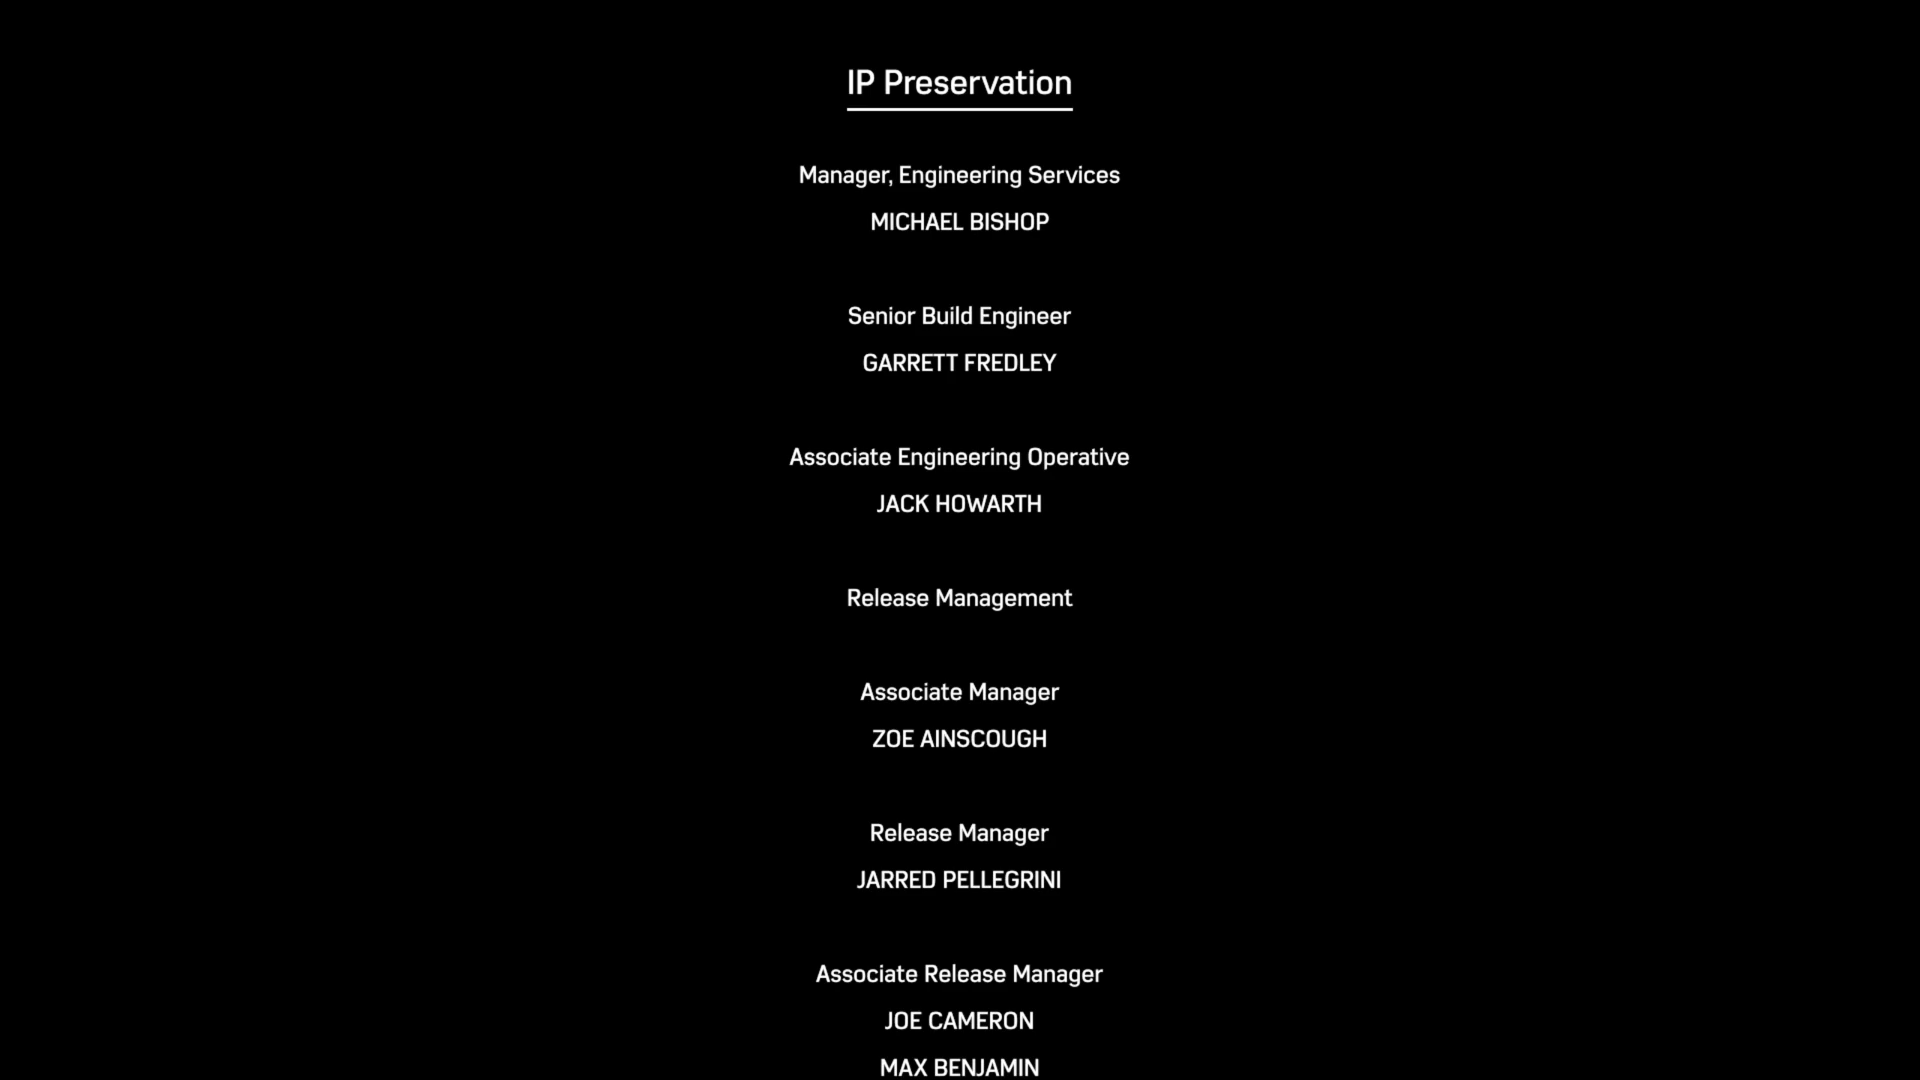 IP Preservation
Manager, Engineering Services
MICHAEL BISHOP
Senior Build Engineer
GARRETT FREDLEY
Associate Engineering Operative
JACK HOWARTH
Release Management
Associate Manager
ZOE AINSCOUGH
Release Manager
JARRED PELLEGRINI
Associate Release Manager
JOE CAMERON
MAX BENJAMIN